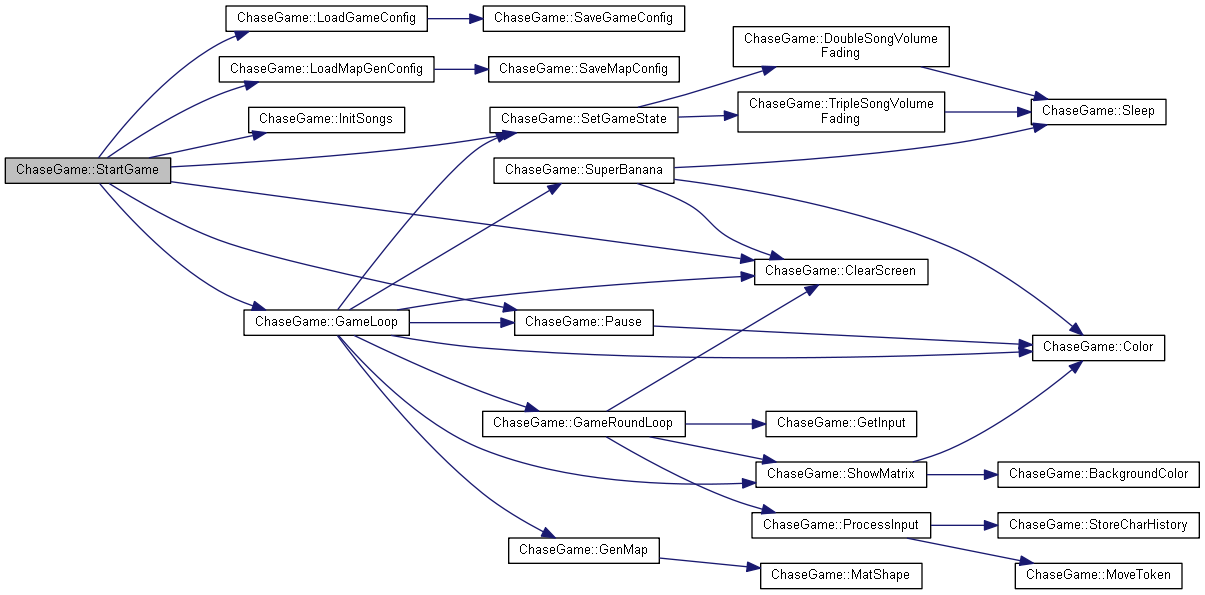 ChaseGame::StartGame
ChaseGame::LoadGameConfig
ChaseGame::SaveGameConfig
ChaseGame::LoadMapGenConfig
ChaseGame::SaveMapConfig
ChaseGame::InitSongs
ChaseGame::SetGameState
ChaseGame::DoubleSongVolume
Fading
ChaseGame::TripleSongVolume
Fading
ChaseGame::Sleep
ChaseGame::SuperBanana
ChaseGame::ClearScreen
ChaseGame::GameLoop
ChaseGame::Pause
ChaseGame::Color
ChaseGame::GameRoundLoop
ChaseGame::GetInput
ChaseGame::ShowMatrix
ChaseGame::BackgroundColor
ChaseGame::ProcessInput
ChaseGame::StoreCharHistory
ChaseGame::GenMap
ChaseGame::MatShape
ChaseGame::MoveToken